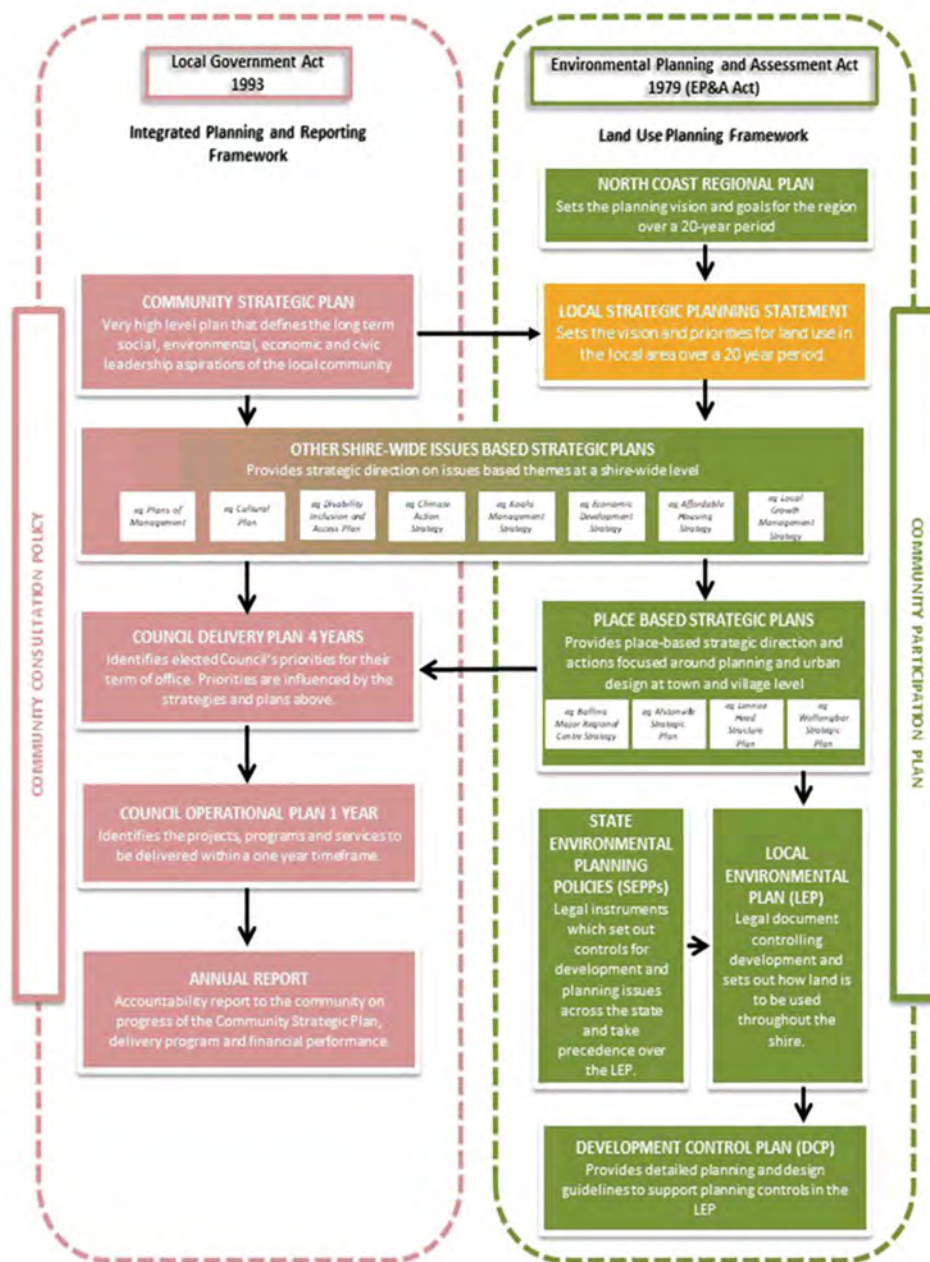 Local Government Act
1993
Integrated Planning and Reporting
Framework
Environmental Planning and Assessment Act
1979 (EP&A Act)
Land Use Planning Framework
NORTH COAST REGIONAL PLAN
Sets the planning vision and goals for the region
over a 20-year period
COMMUNITY STRATEGIC PLAN
Very high level plan that defines the long term
social, environmental, economic and civic
leadership aspirations of the local community
LOCAL STRATEGIC PLANNING STATEMENT
Sets the vision and priorities for land use in
the local area over a 20 year period
OTHER SHIRE-WIDE ISSUES BASED STRATEGIC PLANS
Provides strategic direction on issues based themes at a shire-wide level
eg Plans of
Management
eg Cultural
Plan
eg Disability
Inclusion and
Access Plan
eg Climate
Action
Strategy
eg Koala
Management
Strategy
eg Economic
Development
Strategy
eg Affordable
Housing
Strategy
eg Local
Growth
Management
Strategy
COUNCIL DELIVERY PLAN 4 YEARS
Identifies elected Council's priorities for their
term of office. Priorities are influenced by the
strategies and plans above.
PLACE BASED STRATEGIC PLANS
Provides place-based strategic direction and
actions focused around planning and urban
design at town and village level
eg Ballina
Major Regional
Centre Strategy
eg Alstonville
Strategic
Plan
eg Lennox
Head
Structure
Plan
eg
Wollongbar
Strategic
Plan
COUNCIL OPERATIONAL PLAN 1 YEAR
Identifies the projects, programs and services to
be delivered within a one year timeframe.
STATE
ENVIRONMENTAL
PLANNING
POLICIES (SEPPs)
Legal instruments
which set out
controls for
development and
planning issues
across the
state and take
precedence over
the LEP.
LOCAL
ENVIRONMENTAL
PLAN (LEP)
Legal document
controlling
development and
sets out how land is
to be used
throughout the
shire.
ANNUAL REPORT
Accountability report to the community on
progress of the Community Strategic Plan,
delivery program and financial performance.
DEVELOPMENT CONTROL PLAN (DCP)
Provides detailed planning and design
guidelines to support planning controls in the
LEP
COMMUNITY CONSULTATION POLICY
COMMUNITY PARTICIPATION PLAN